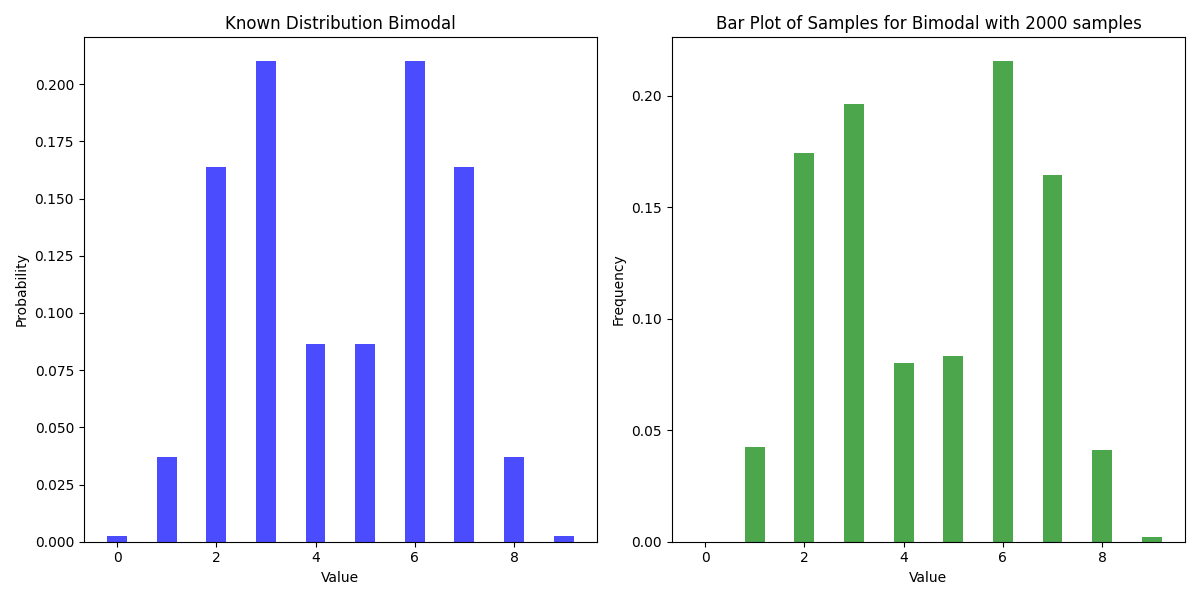 Known Distribution Bimodal
Probability
0.200
0.175
0.150
0.125
0.100
0.075
0.050
0.025
0.000
0 2 4 6 8
Value
Bar Plot of Samples for Bimodal with 2000 samples
Frequency
0.20
0.15
0.10
0.05
0.00
0 2 4 6 8
Value